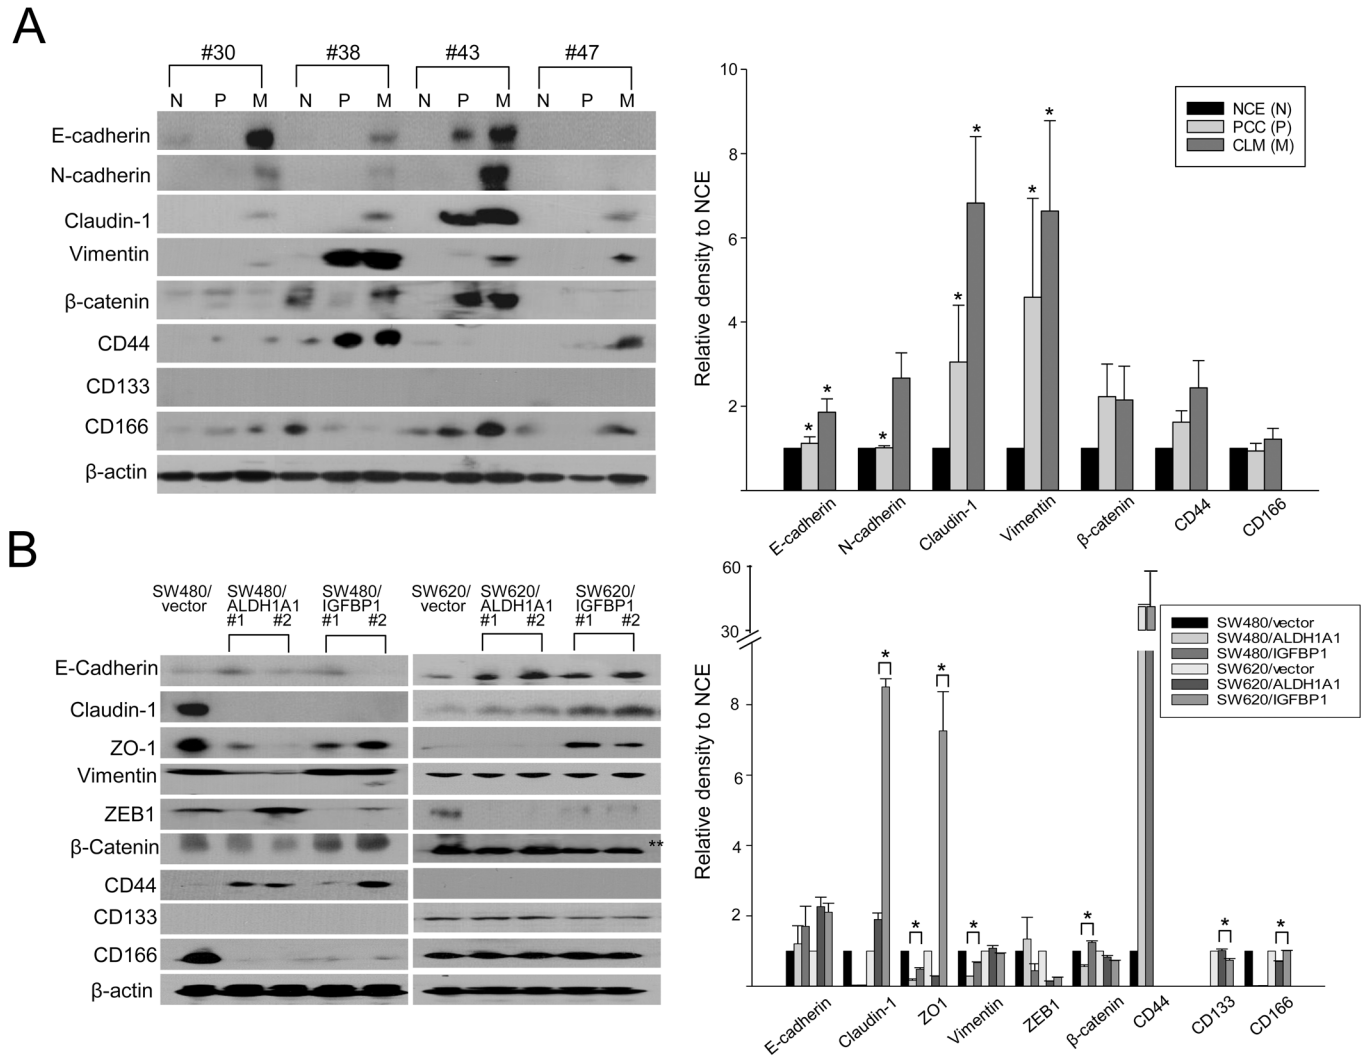 A
#30 #38 #43 #47
N P M N P M N P M N P M
E-cadherin
N-cadherin
Claudin-1
Vimentin
β-catenin
CD44
CD133
CD166
β-actin
10
8
6
4
2
Relative density to NCE
NCE (N)
PCC (P)
CLM (M)
* * * * * * *
E-cadherin N-cadherin Claudin-1 Vimentin β-catenin CD44 CD166
B
SW480/ SW480/ SW480/ SW620/ SW620/ SW620/
vector ALDH1A1 IGFBP1 vector ALDH1A1 IGFBP1
#1 #2 #1 #2 #1 #2 #1 #2
E-Cadherin
Claudin-1
ZO-1
Vimentin
ZEB1
β-Catenin
**
CD44
CD133
CD166
β-actin
60
30
8
6
4
2
Relative density to NCE
SW480/vector
SW480/ALDH1A1
SW480/IGFBP1
SW620/vector
SW620/ALDH1A1
SW620/IGFBP1
* * * * * * *
E-cadherin Claudin-1 ZO1 Vimentin ZEB1 β-catenin CD44 CD133 CD166